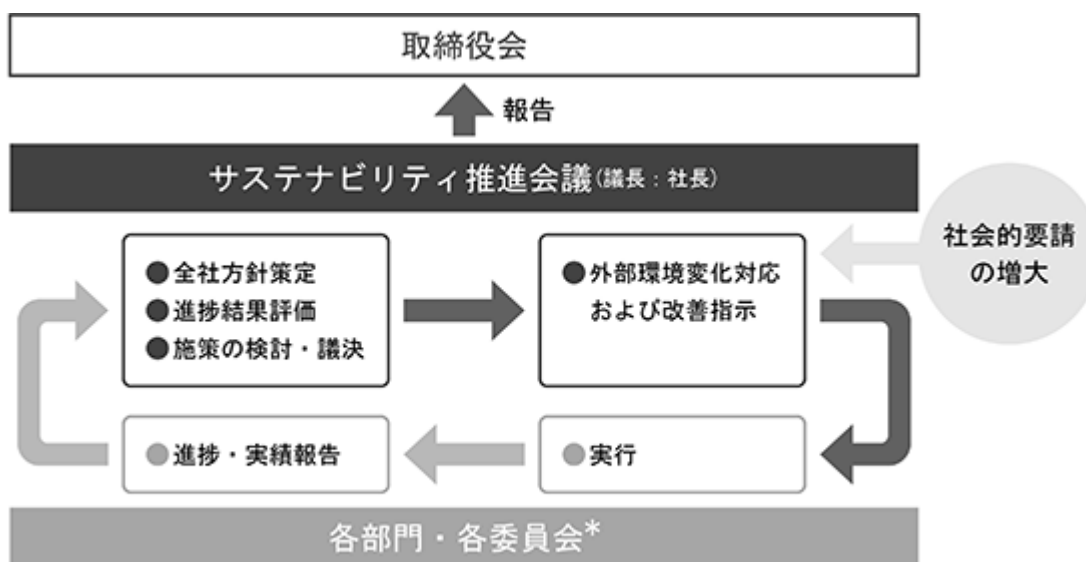 取締役会
報告
サステナビリティ推進会議(議長:社長)
社会的要請
の増大
●全社方針策定
●進捗結果評価
●施策の検討・議決
●外部環境変化対応
および改善指示
●進捗・実績報告
●実行
各部門・各委員会*